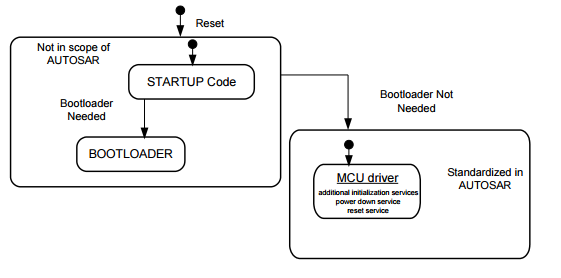 Reset
Not in scope of
AUTOSAR
STARTUP Code
Bootloader
Needed
BOOTLOADER
Bootloader Not
Needed
MCU driver
additional initialization services
power down service
reset service
Standardized in
AUTOSAR